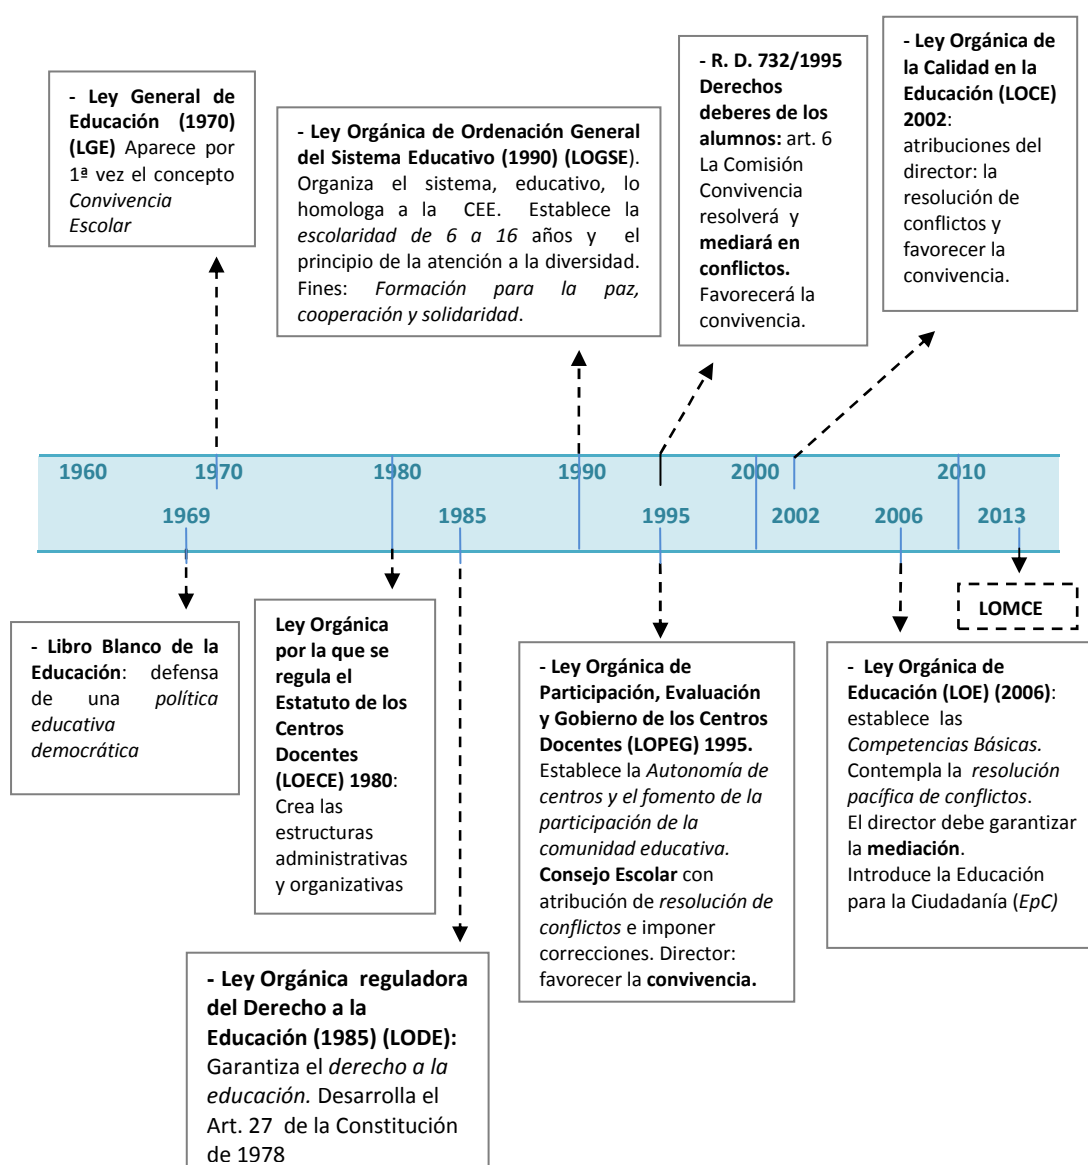 - Ley General de
Educación (1970)
(LGE) Aparece por
1ª vez el concepto
Convivencia
Escolar
- Ley Orgánica de Ordenación General
del Sistema Educativo (1990) (LOGSE).
Organiza el sistema, educativo, lo
homologa a la CEE. Establece la
escolaridad de 6 a 16 años y el
principio de la atención a la diversidad.
Fines: Formación para la paz,
cooperación y solidaridad.
- R. D. 732/1995
Derechos
deberes de los
alumnos: art. 6
La Comisión
Convivencia
resolverá y
mediará en
conflictos.
Favorecerá la
convivencia.
- Ley Orgánica de
la Calidad en la
Educación (LOCE)
2002:
atribuciones del
director: la
resolución de
conflictos y
favorecer la
convivencia.
1960 1970 1980 1990 2000 2010
1969 1985 1995 2002 2006 2013
- Libro Blanco de la
Educación: defensa
de una política
educativa
democrática
Ley Orgánica
por la que se
regula el
Estatuto de los
Centros
Docentes
(LOECE) 1980:
Crea las
estructuras
administrativas
y organizativas
- Ley Orgánica reguladora
del Derecho a la
Educación (1985) (LODE):
Garantiza el derecho a la
educación. Desarrolla el
Art. 27 de la Constitución
de 1978
- Ley Orgánica de
Participación, Evaluación
y Gobierno de los Centros
Docentes (LOPEG) 1995.
Establece la Autonomía de
centros y el fomento de la
participación de la
comunidad educativa.
Consejo Escolar con
atribución de resolución de
conflictos e imponer
correcciones. Director:
favorecer la convivencia.
LOMCE
- Ley Orgánica de
Educación (LOE) (2006):
establece las
Competencias Básicas.
Contempla la resolución
pacífica de conflictos.
El director debe garantizar
la mediación.
Introduce la Educación
para la Ciudadanía (EpC)